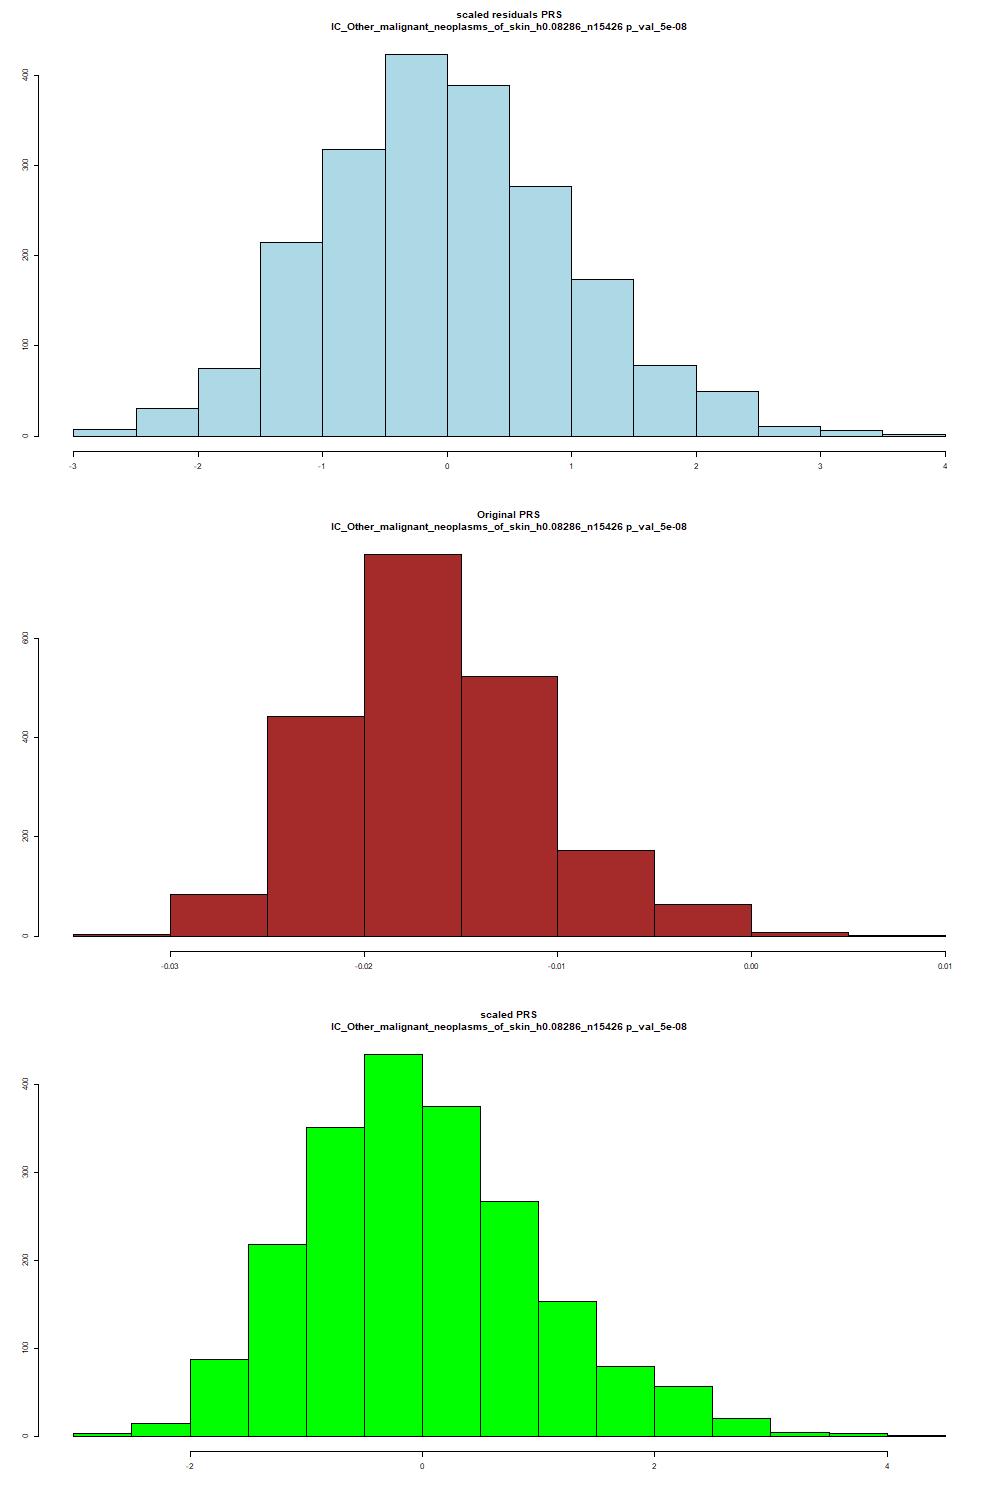 scaled residuals PRS
IC_Other_malignant_neoplasms_of_skin_h0.08286_n15426 p_val_5e-08
400
300
200
100
0
-3 -2 -1 0 1 2 3 4
Original PRS
IC_Other_malignant_neoplasms_of_skin_h0.08286_n15426 p_val_5e-08
600
400
200
0
-0.03 -0.02 -0.01 0.00 0.01
scaled PRS
IC_Other_malignant_neoplasms_of_skin_h0.08286_n15426 p_val_5e-08
400
300
200
100
0
-2 0 2 4